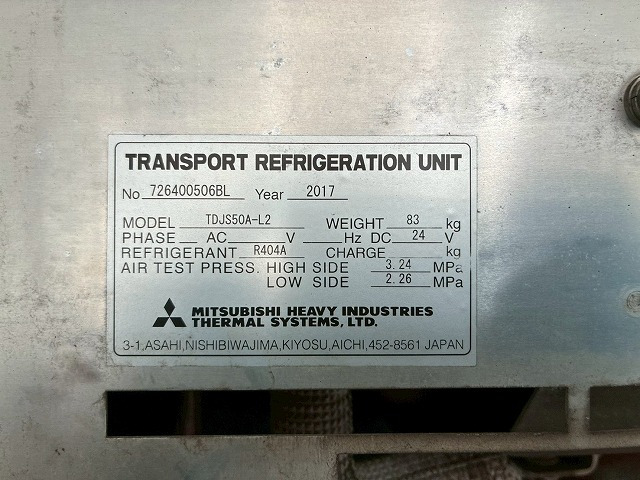 TRANSPORT REFRIGERATION UNIT
No 726400506BL Year 2017
MODEL TDJS50A-L2 WEIGHT 83 kg
PHASE AC V Hz DC 24 V
REFRIGERANT R404A CHARGE kg
AIR TEST PRESS. HIGH SIDE 3.24 MPa
LOW SIDE 2.26 MPa
MITSUBISHI HEAVY INDUSTRIES
THERMAL SYSTEMS, LTD.
3-1,ASAHI,NISHIBIWAJIMA,KIYOSU,AICHI,452-8561 JAPAN